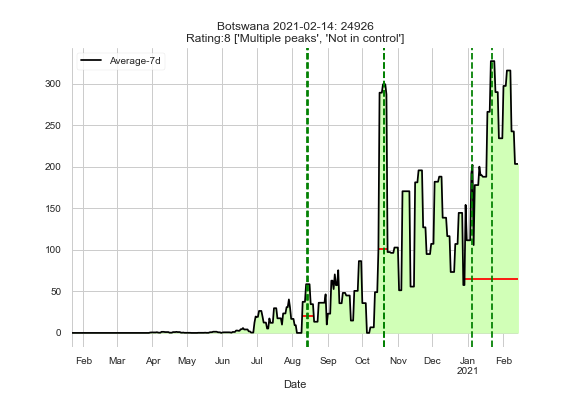 Botswana 2021-02-14: 24926
Rating:8 ['Multiple peaks', 'Not in control']
Average-7d
300
250
200
150
100
50
0
Feb Mar Apr May Jun Jul Aug Sep Oct Nov Dec Jan Feb
2021
Date